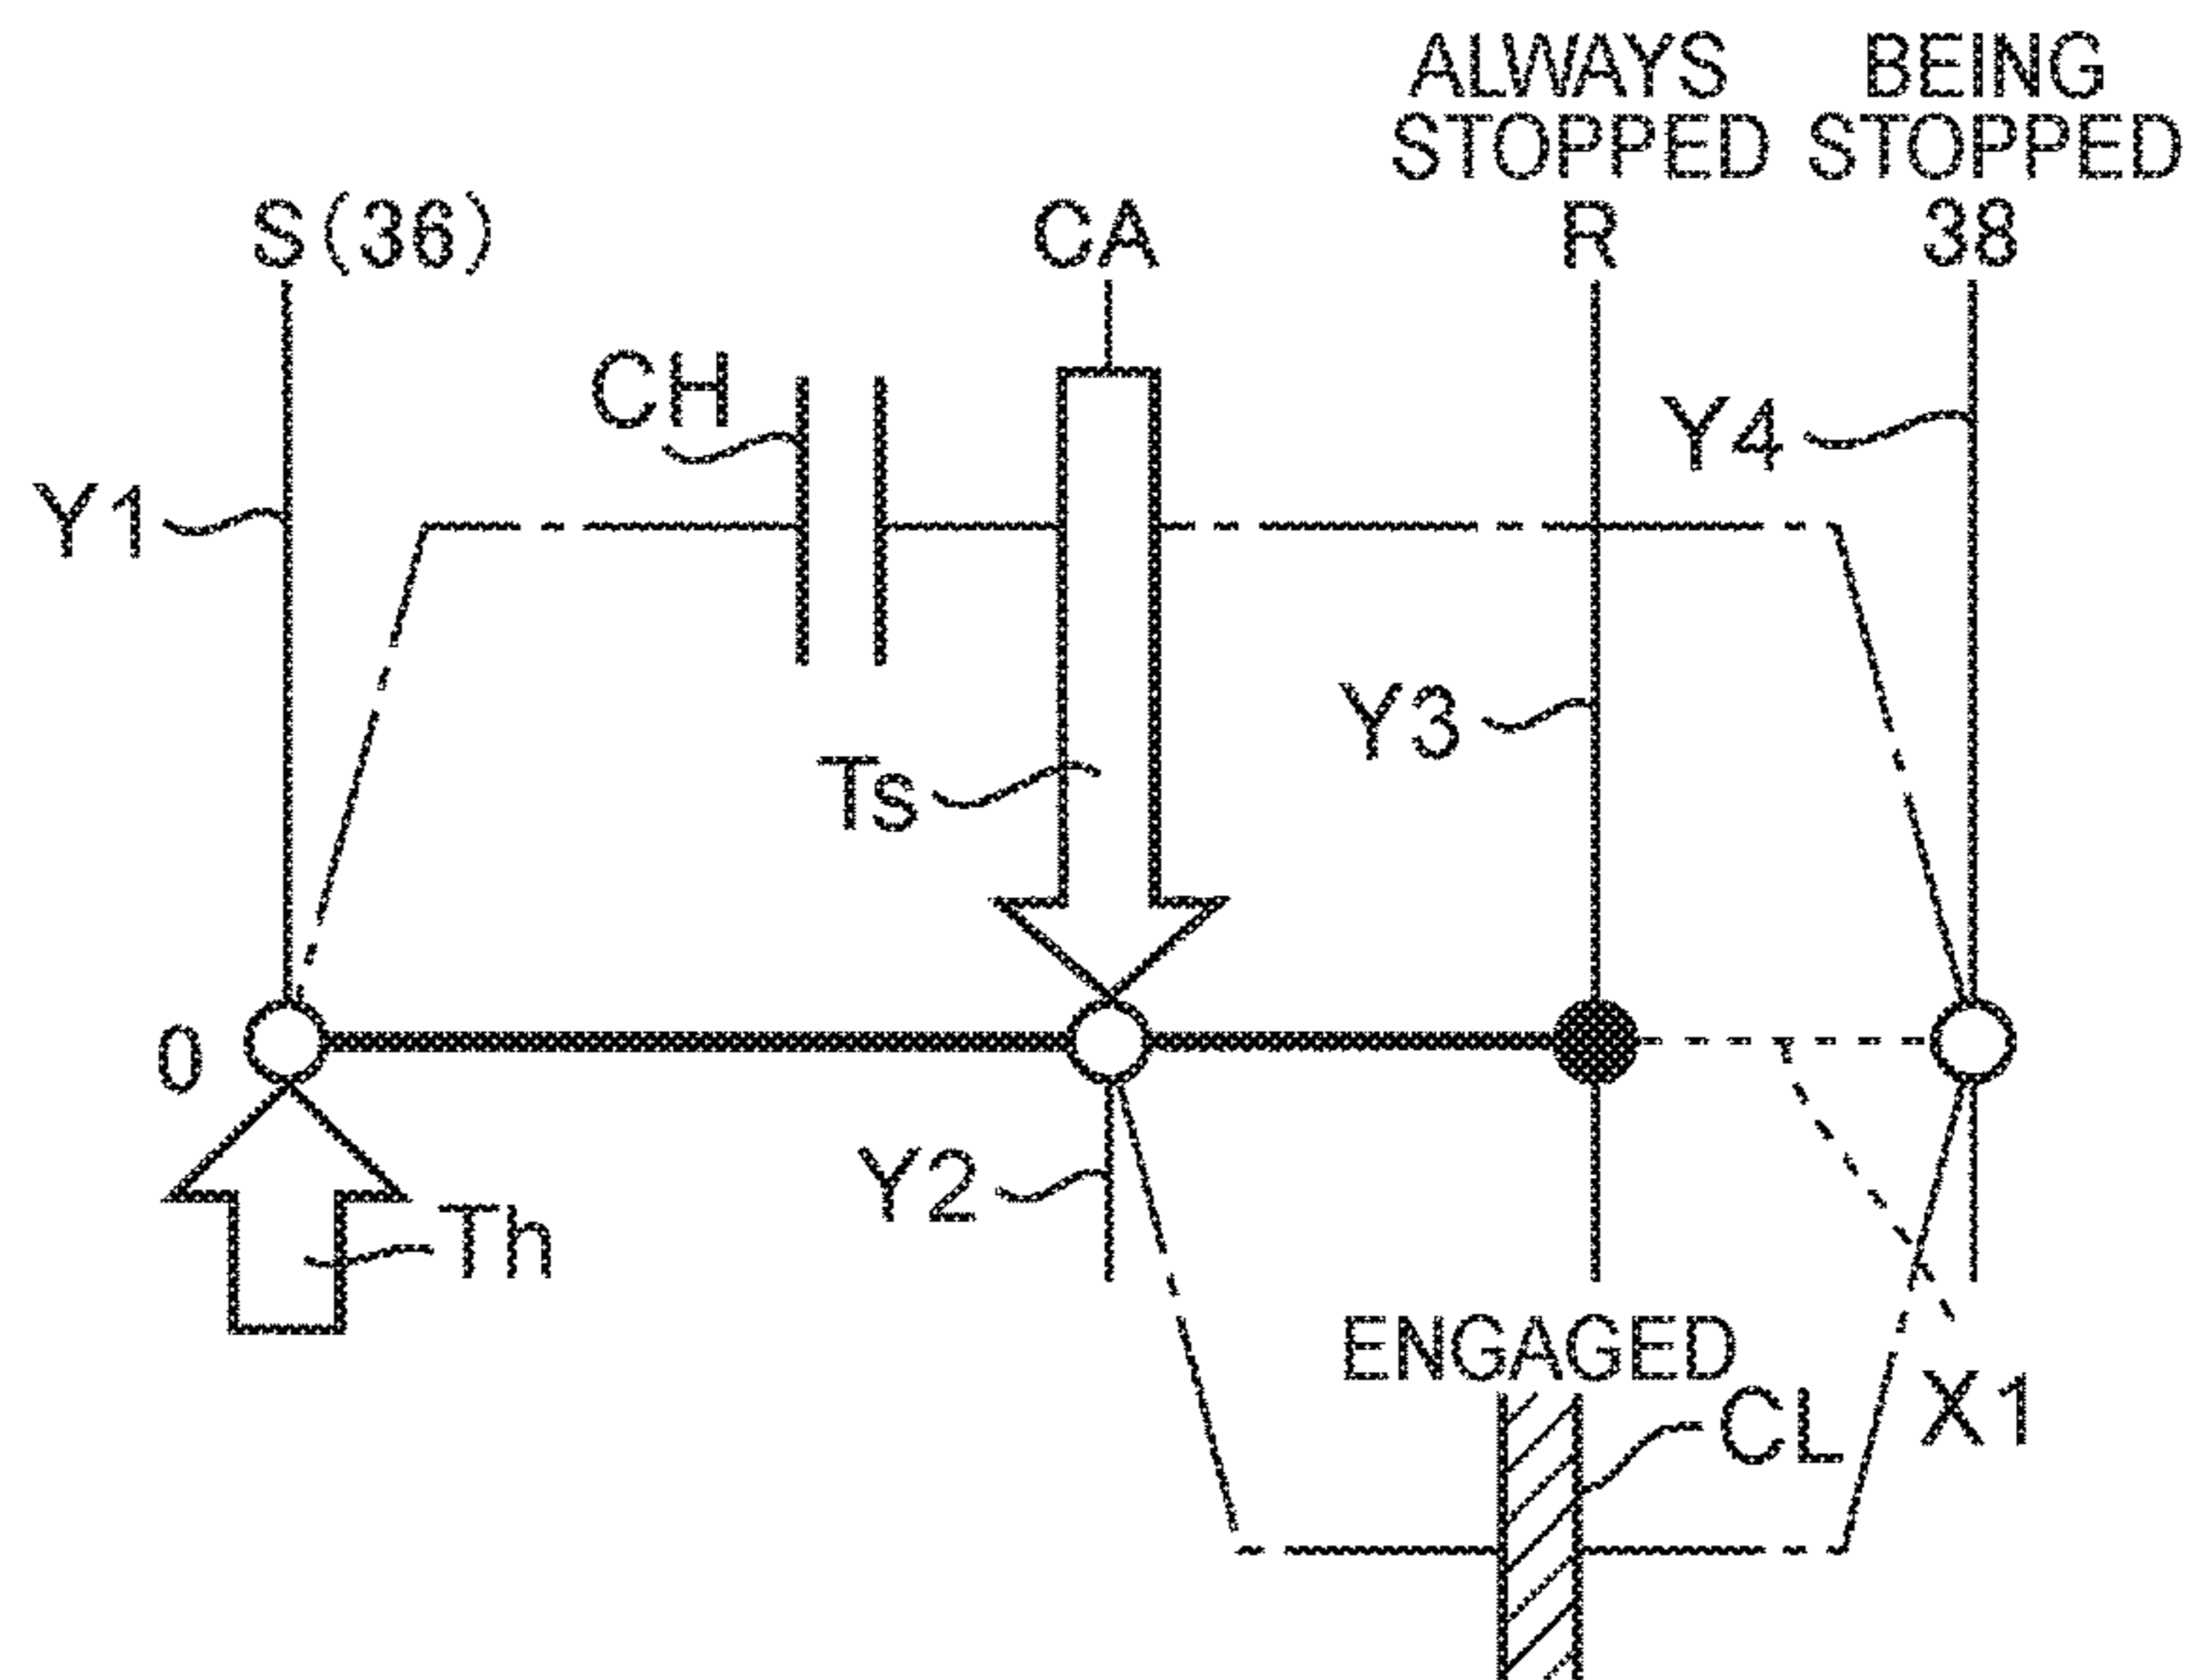 ALWAYS BEING
STOPPED STOPPED
S(36) CA R 38
CH
Y4
Y1
Y3
Ts
0
Y2
Th
ENGAGED
CL X1